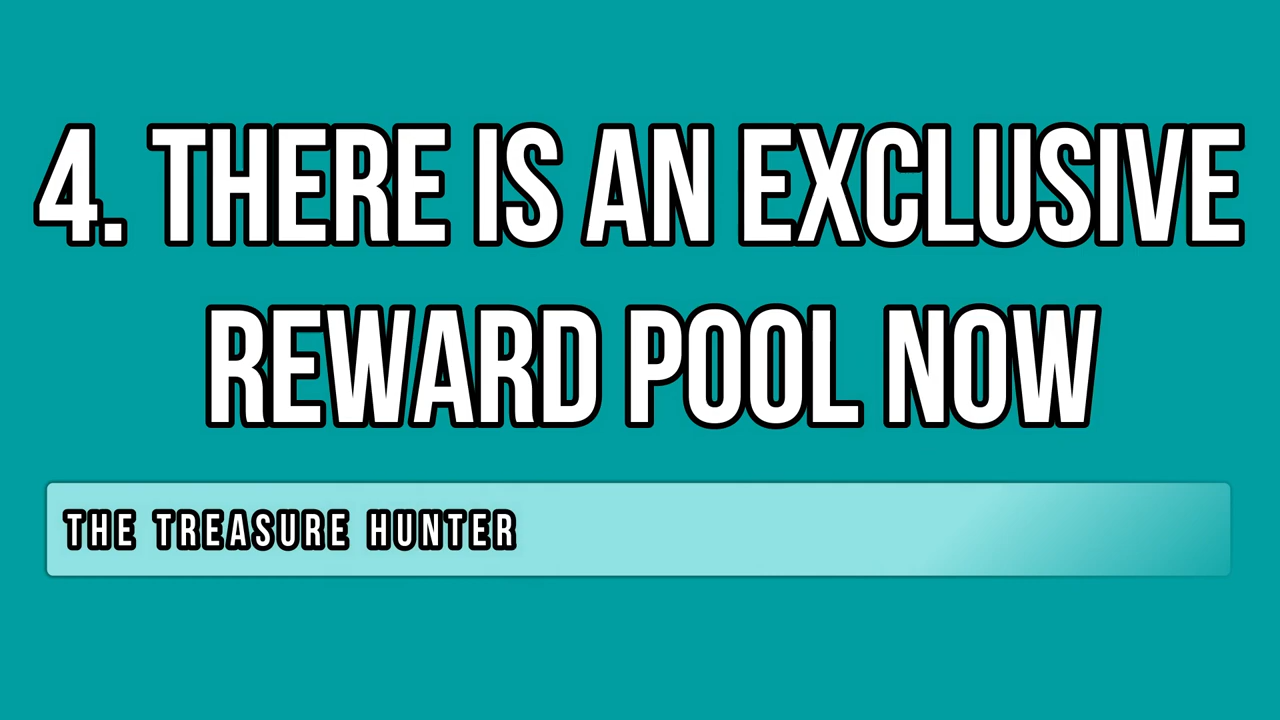 4. THERE IS AN EXCLUSIVE
REWARD POOL NOW
THE TREASURE HUNTER